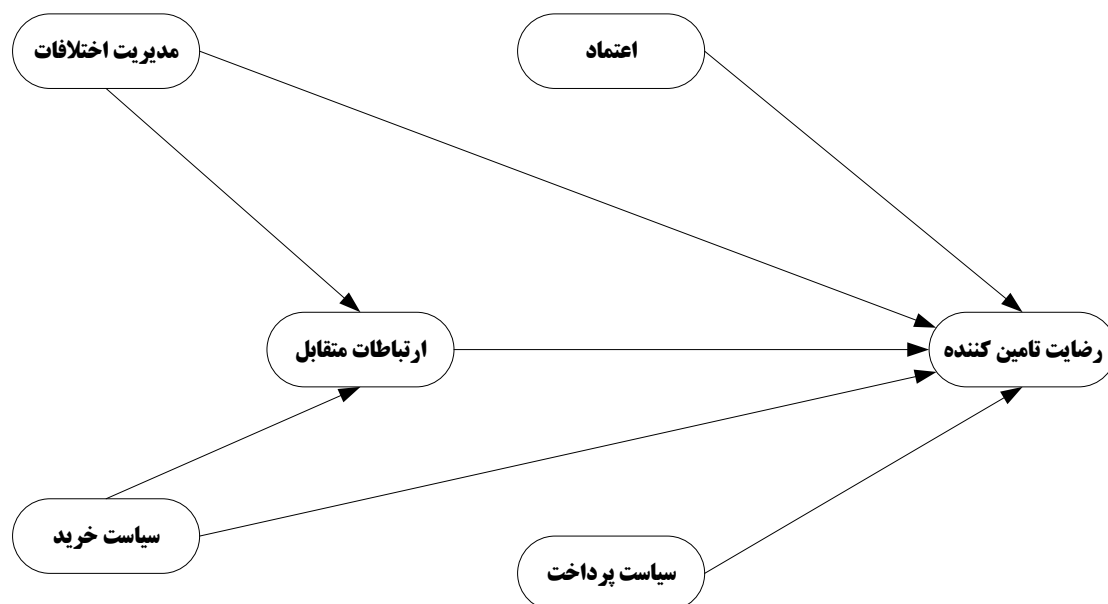 مدیریت اختلافات
اعتماد
ارتباطات متقابل
رضایت تامین کننده
سیاست خرید
سیاست پرداخت